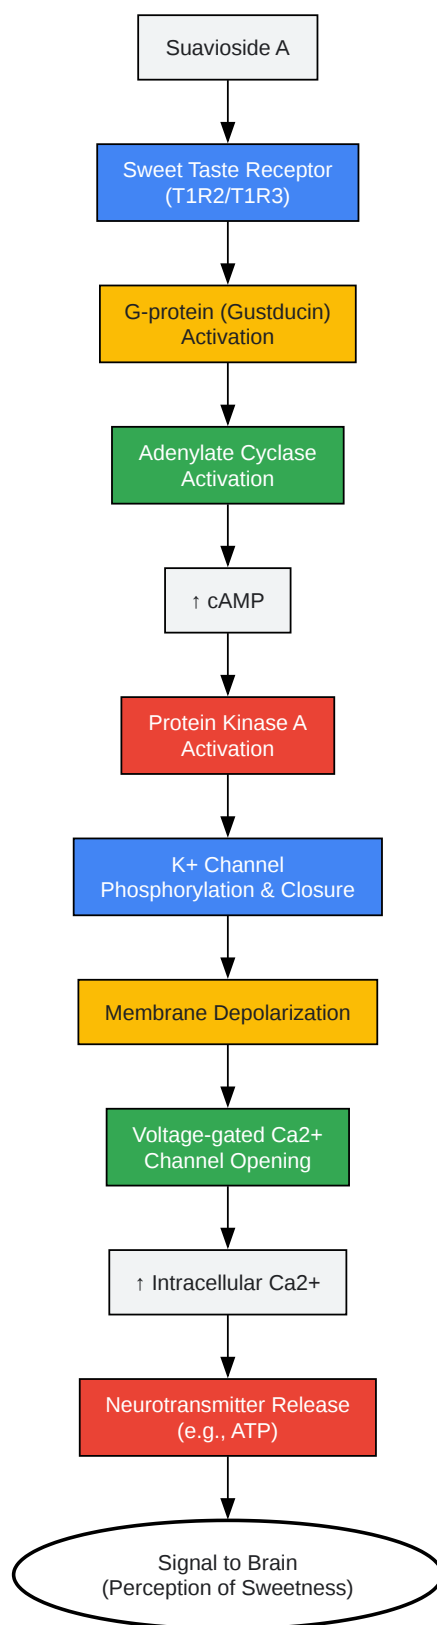 Suavioside A
Sweet Taste Receptor
(T1R2/T1R3)
G-protein (Gustducin)
Activation
Adenylate Cyclase
Activation
↑ cAMP
Protein Kinase A
Activation
K+ Channel
Phosphorylation & Closure
Membrane Depolarization
Voltage-gated Ca2+
Channel Opening
↑ Intracellular Ca2+
Neurotransmitter Release
(e.g., ATP)
Signal to Brain
(Perception of Sweetness)